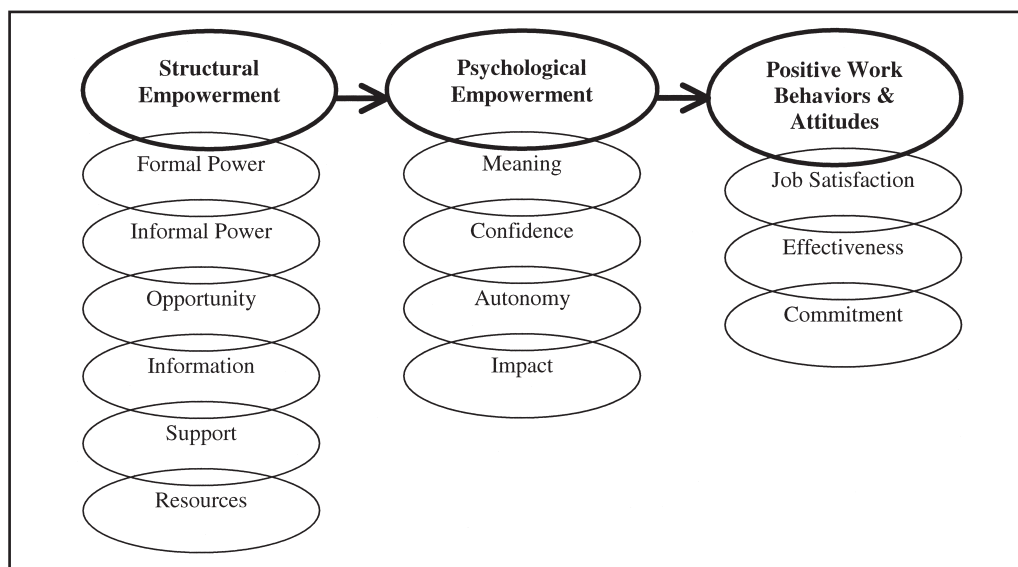 Structural
Empowerment
Formal Power
Informal Power
Opportunity
Information
Support
Resources
Psychological
Empowerment
Meaning
Confidence
Autonomy
Impact
Positive Work
Behaviors &
Attitudes
Job Satisfaction
Effectiveness
Commitment